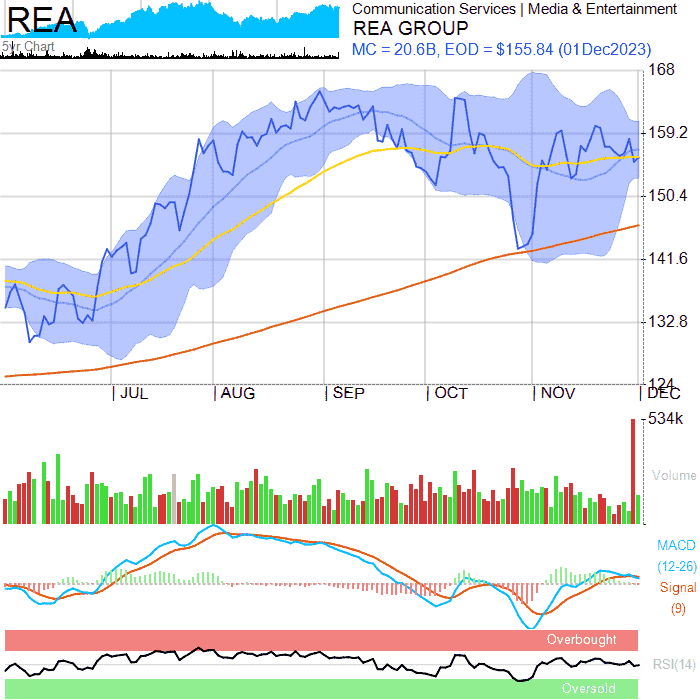 REA
5yr Chart
Communication Services | Media & Entertainment
REA GROUP
MC = 20.6B, EOD = $155.84 (01Dec2023)
168
159.2
150.4
141.6
132.8
124
JUL AUG SEP OCT NOV DEC
534k
Volume
MACD
(12-26)
Signal
(9)
Overbought
RSI(14)
Oversold